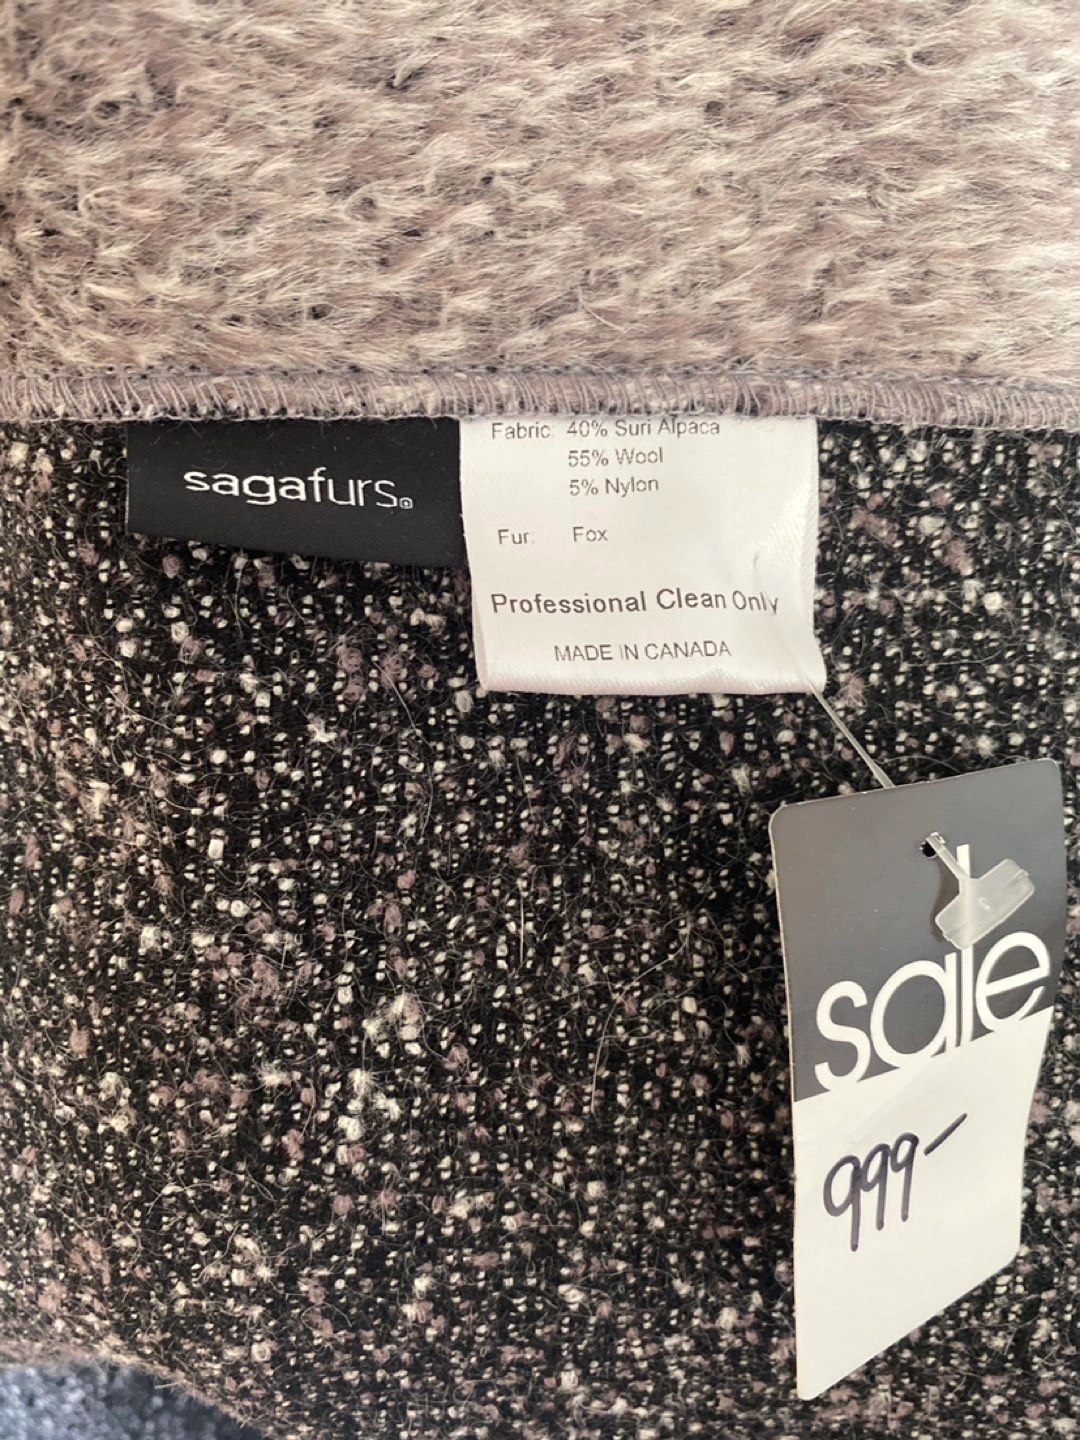 sagafurs®
Fabric: 40% Suri Alpaca
55% Wool
5% Nylon
Fur: Fox
Professional Clean Only
MADE IN CANADA
sale
999-